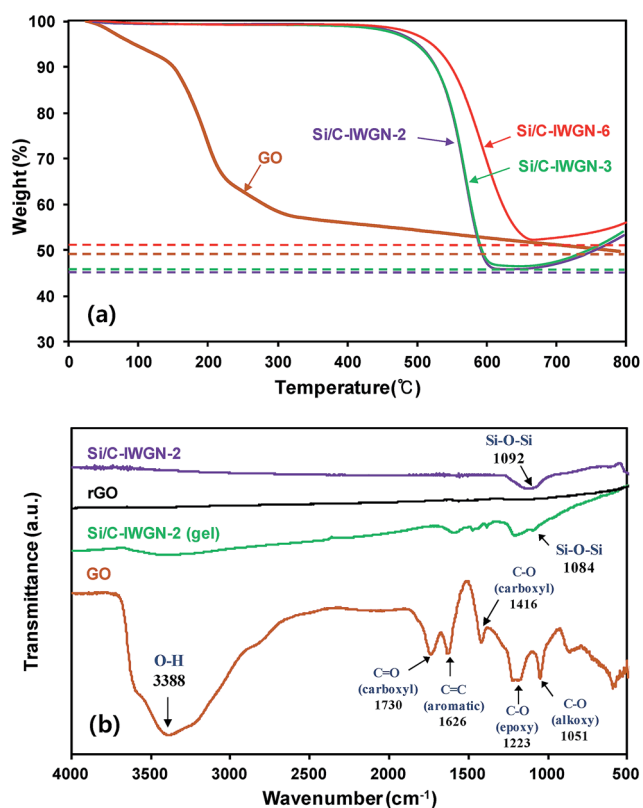 100
90
80
70
60
50
40
30
Weight (%)
GO
Si/C-IWGN-2
Si/C-IWGN-6
Si/C-IWGN-3
(a)
0 100 200 300 400 500 600 700 800
Temperature(℃)
Si/C-IWGN-2
Si-O-Si
1092
rGO
Si/C-IWGN-2 (gel)
Si-O-Si
1084
GO
C-O
(carboxyl)
1416
O-H
3388
C=O
(carboxyl)
1730
C=C
(aromatic)
1626
C-O
(epoxy)
1223
C-O
(alkoxy)
1051
(b)
Transmittance (a.u.)
4000 3500 3000 2500 2000 1500 1000 500
Wavenumber (cm⁻¹)